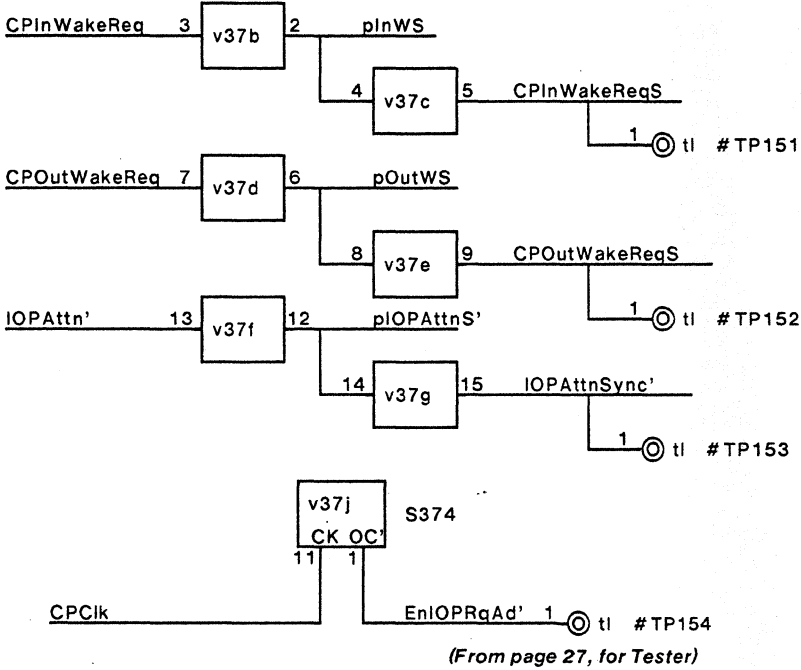 CPInWakeReq 3 v37b 2 pInWS
4 v37c 5 CPInWakeReqS
1 tl #TP151
CPOutWakeReq 7 v37d 6 pOutWS
8 v37e 9 CPOutWakeReqS
1 tl #TP152
IOPAttn' 13 v37f 12 pIOPAttnS'
14 v37g 15 IOPAttnSync'
1 tl #TP153
v37j S374
CK OC'
11 1
CPClk EnIOPRqAd' 1 tl #TP154
(From page 27, for Tester)